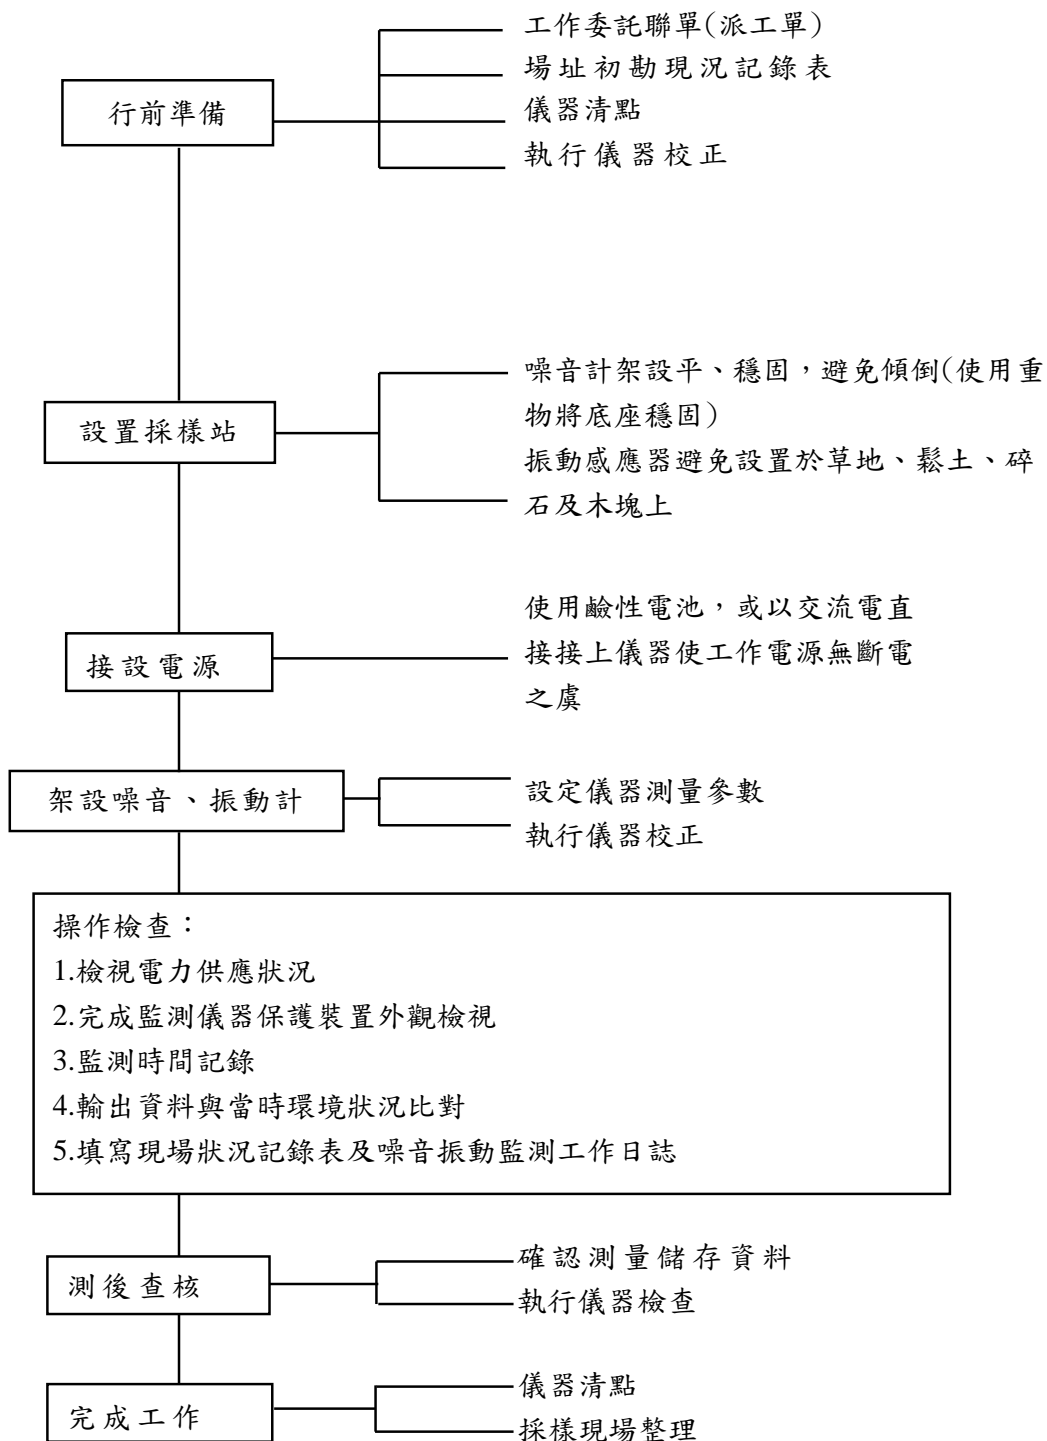 工作委託聯單(派工單)
場址初勘現況記錄表
行前準備
儀器清點
執行儀器校正
噪音計架設平、穩固，避免傾倒(使用重
物將底座穩固)
設置採樣站
振動感應器避免設置於草地、鬆土、碎
石及木塊上
使用鹼性電池，或以交流電直
接設電源
接接上儀器使工作電源無斷電
之虞
架設噪音、振動計
設定儀器測量參數
執行儀器校正
操作檢查：
1.檢視電力供應狀況
2.完成監測儀器保護裝置外觀檢視
3.監測時間記錄
4.輸出資料與當時環境狀況比對
5.填寫現場狀況記錄表及噪音振動監測工作日誌
測後查核
確認測量儲存資料
執行儀器檢查
完成工作
儀器清點
採樣現場整理